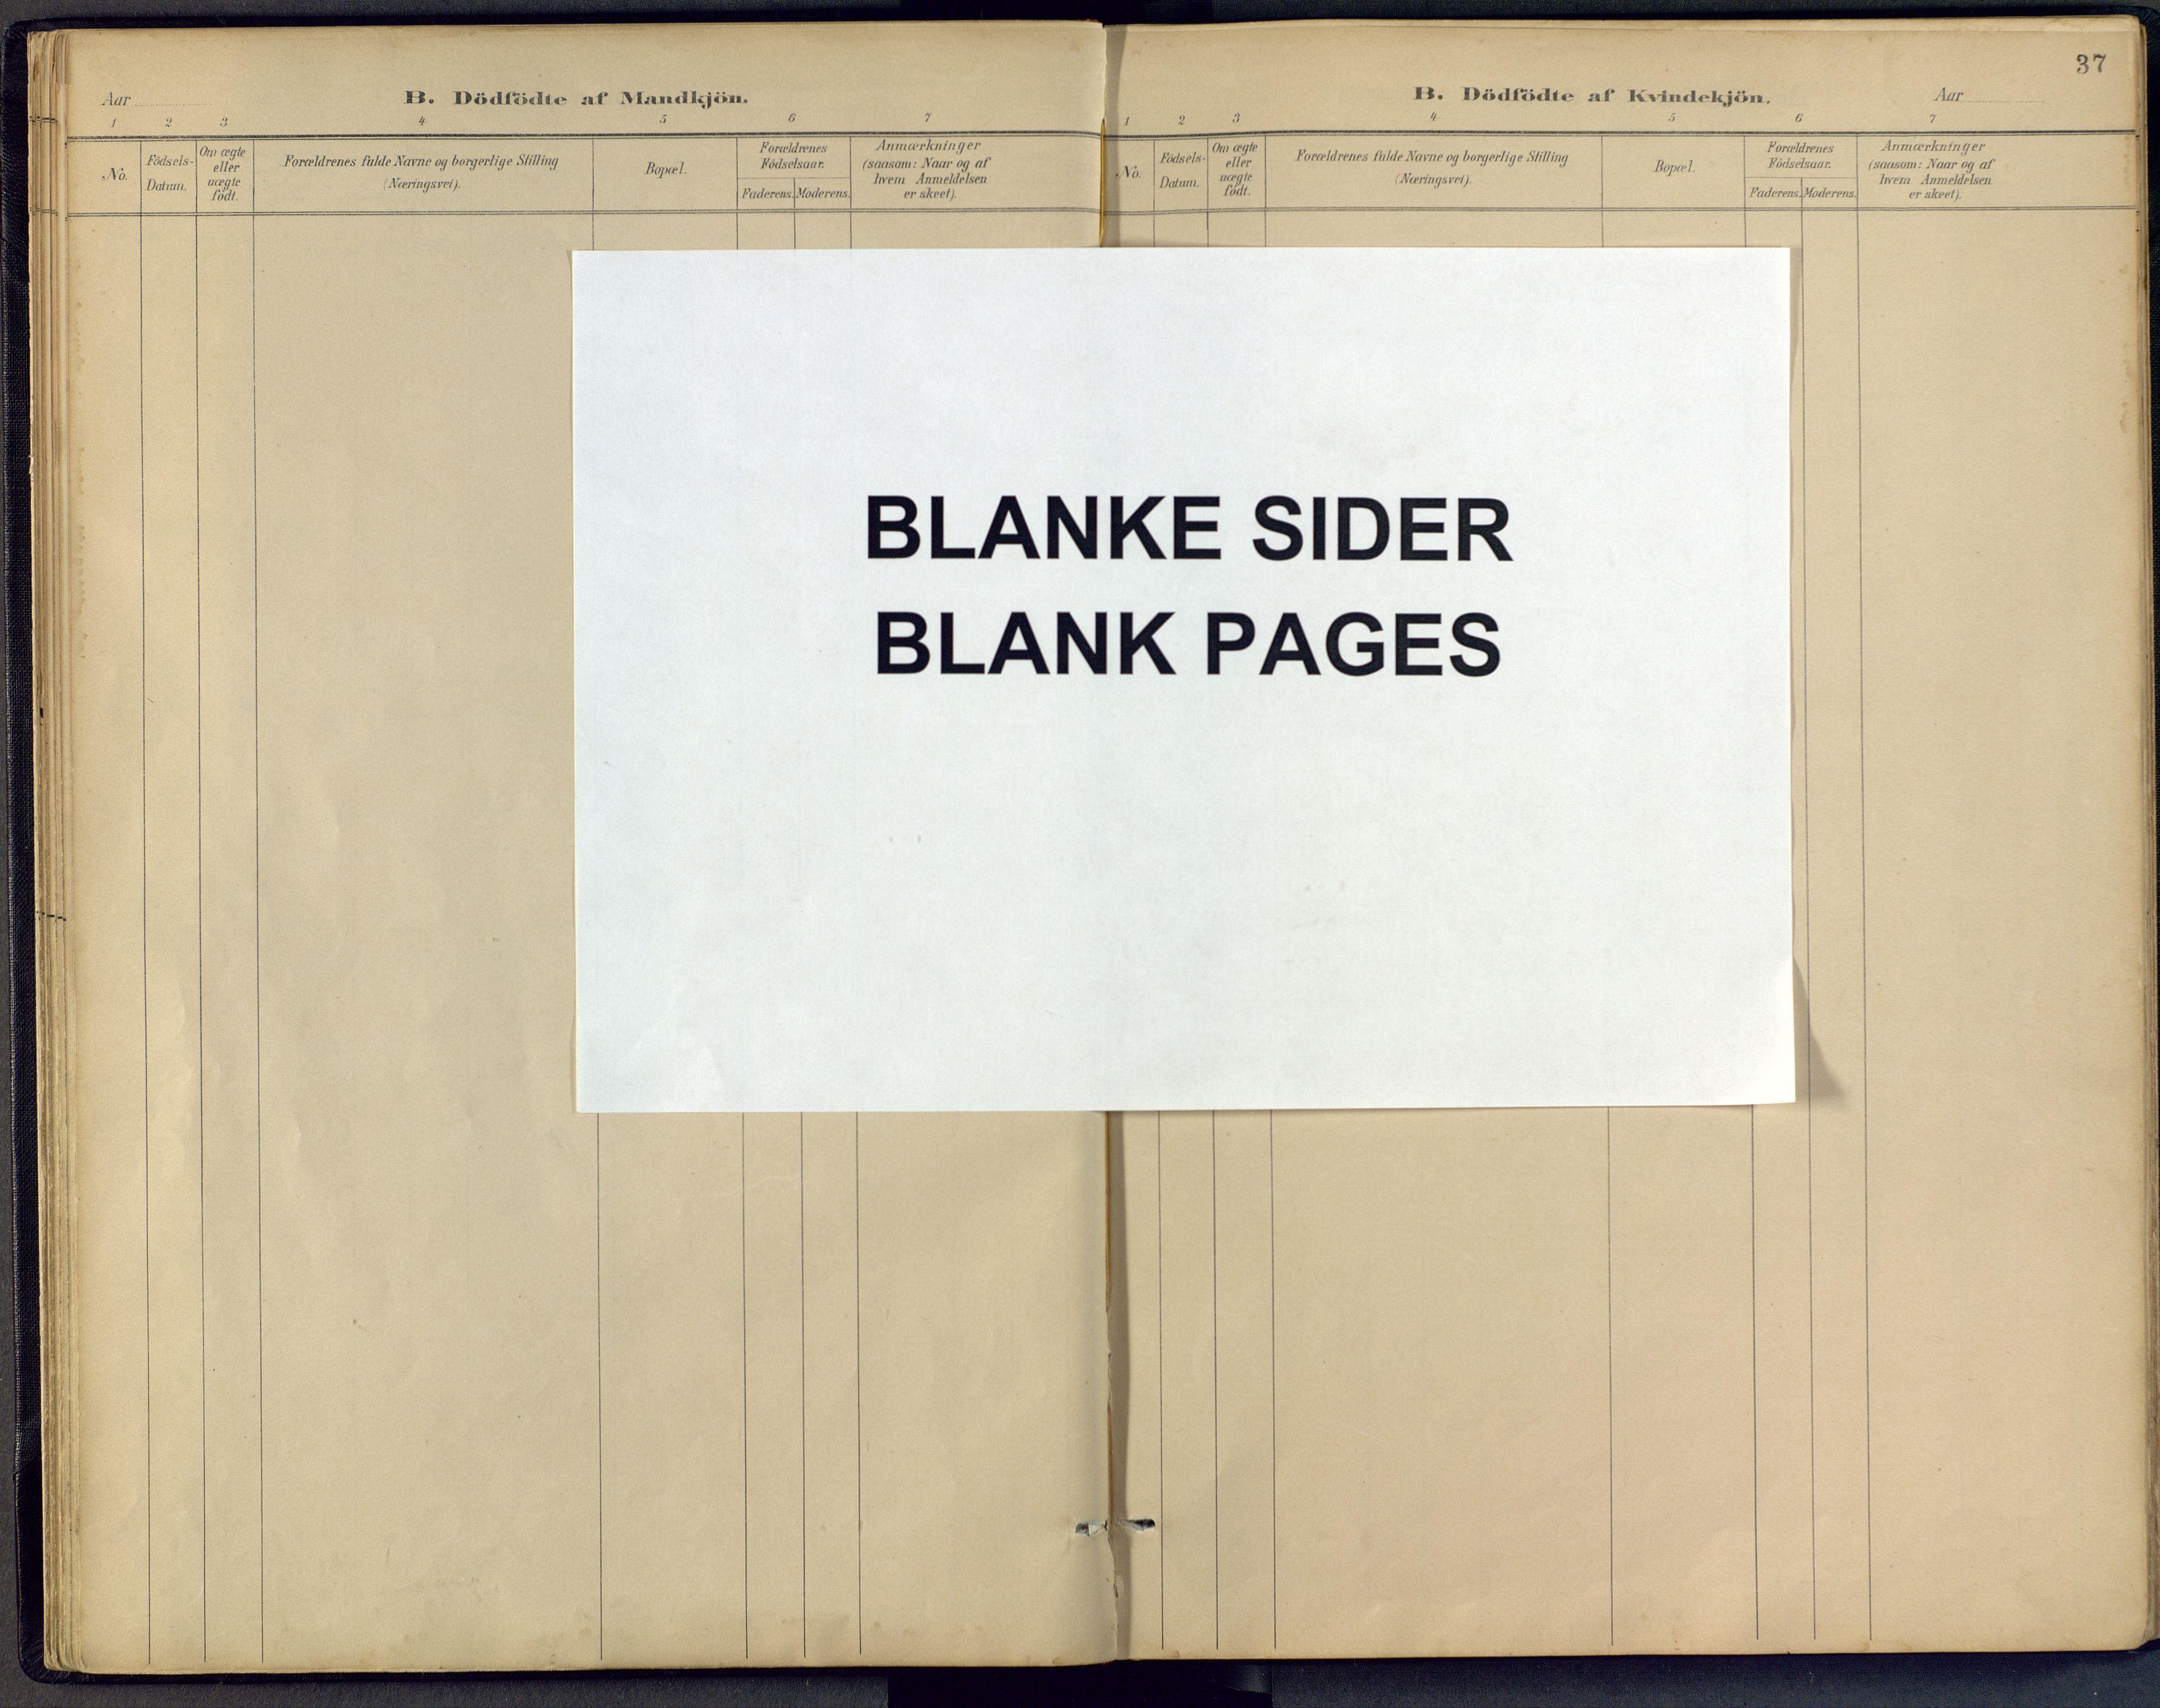 Aar
B. Dödfödte af Mandkjön.
1 2 3 4 5 6 7
No.
Födsels-
Datum.
Om ægte
eller
uægte
födt.
Forældrenes fulde Navne og borgerlige Stilling
(Næringsvei).
Bopæl.
Forældrenes
Födselsaar.
Faderens. Moderens.
Anmærkninger
(saasom: Naar og af
hvem Anmeldelsen
er skeet).
37
B. Dödfödte af Kvindekjön.
Aar
1 2 3 4 5 6 7
No.
Födsels-
Datum.
Om ægte
eller
uægte
födt.
Forældrenes fulde Navne og borgerlige Stilling
(Næringsvei).
Bopæl.
Forældrenes
Födselsaar.
Faderens. Moderens.
Anmærkninger
(saasom: Naar og af
hvem Anmeldelsen
er skeet).
BLANKE SIDER
BLANK PAGES